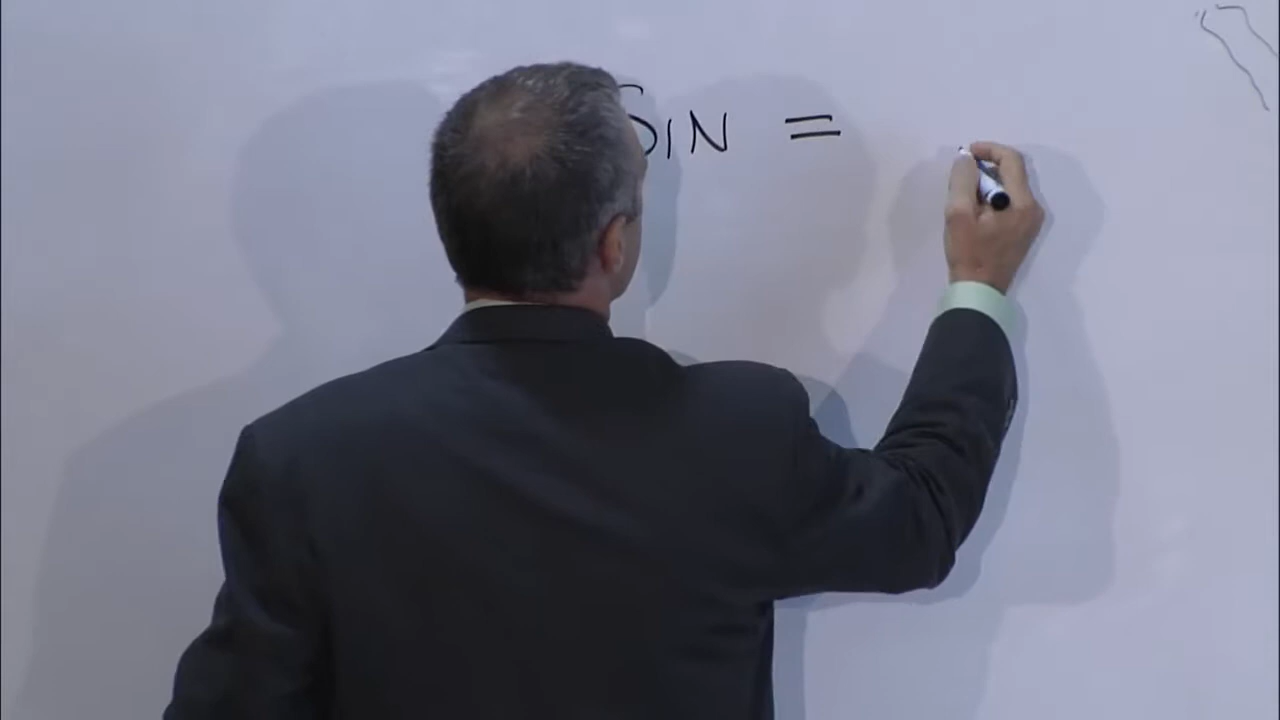 SIN =